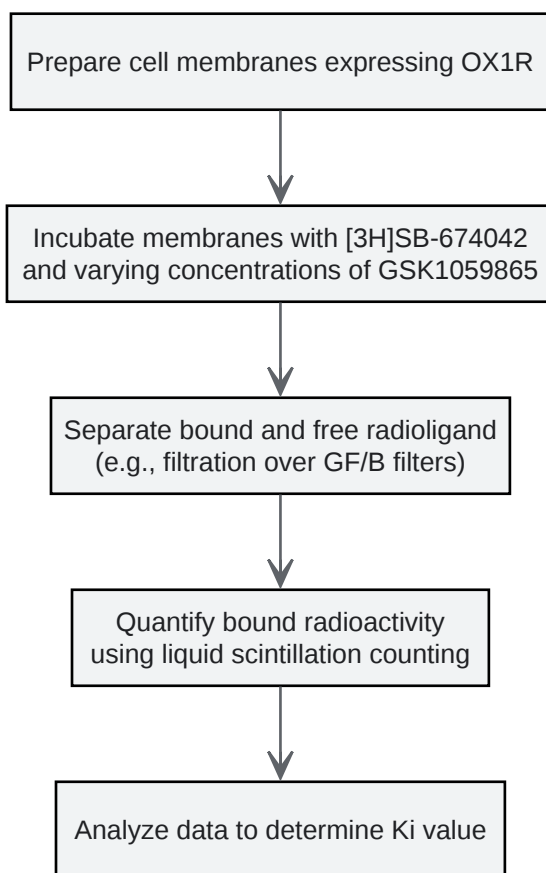 Prepare cell membranes expressing OX1R
Incubate membranes with [3H]SB-674042
and varying concentrations of GSK1059865
Separate bound and free radioligand
(e.g., filtration over GF/B filters)
Quantify bound radioactivity
using liquid scintillation counting
Analyze data to determine Ki value